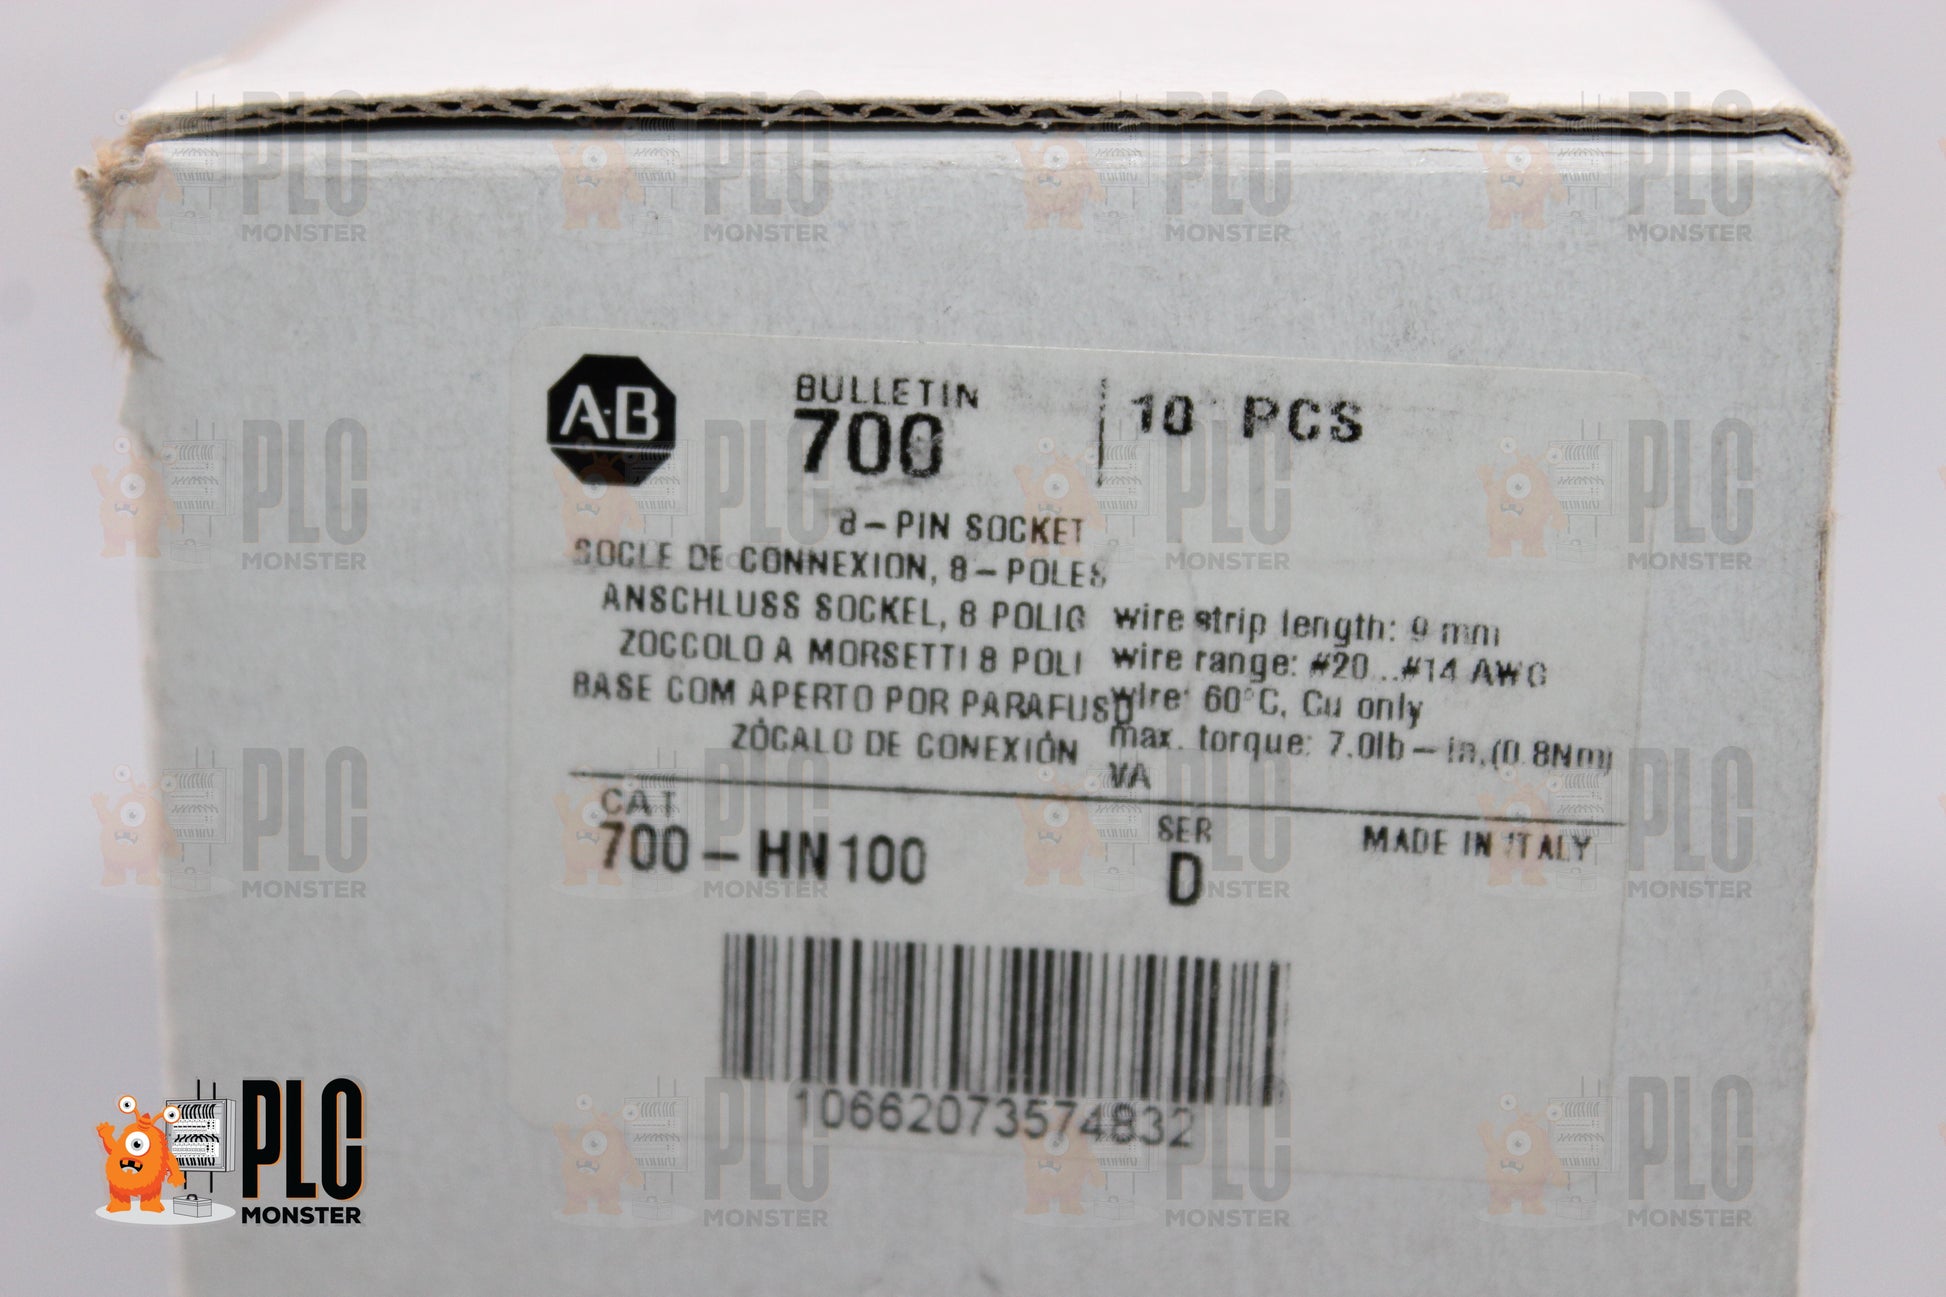 A-B
BULLETIN
700
10 PCS
8-PIN SOCKET
SOCLE DE CONNEXION, 8-POLES
ANSCHLUSS SOCKEL, 8 POLIG
ZOCCOLO A MORSETTI 8 POLI
BASE COM APERTO POR PARAFUSO
ZÓCALO DE CONEXIÓN
wire strip length: 9 mm
wire range: #20...#14 AWG
wire: 60°C, Cu only
max. torque: 7.0lb-in.(0.8Nm)
VA
CAT
700-HN100
SER
D
MADE IN ITALY
10662073574832
PLC
MONSTER